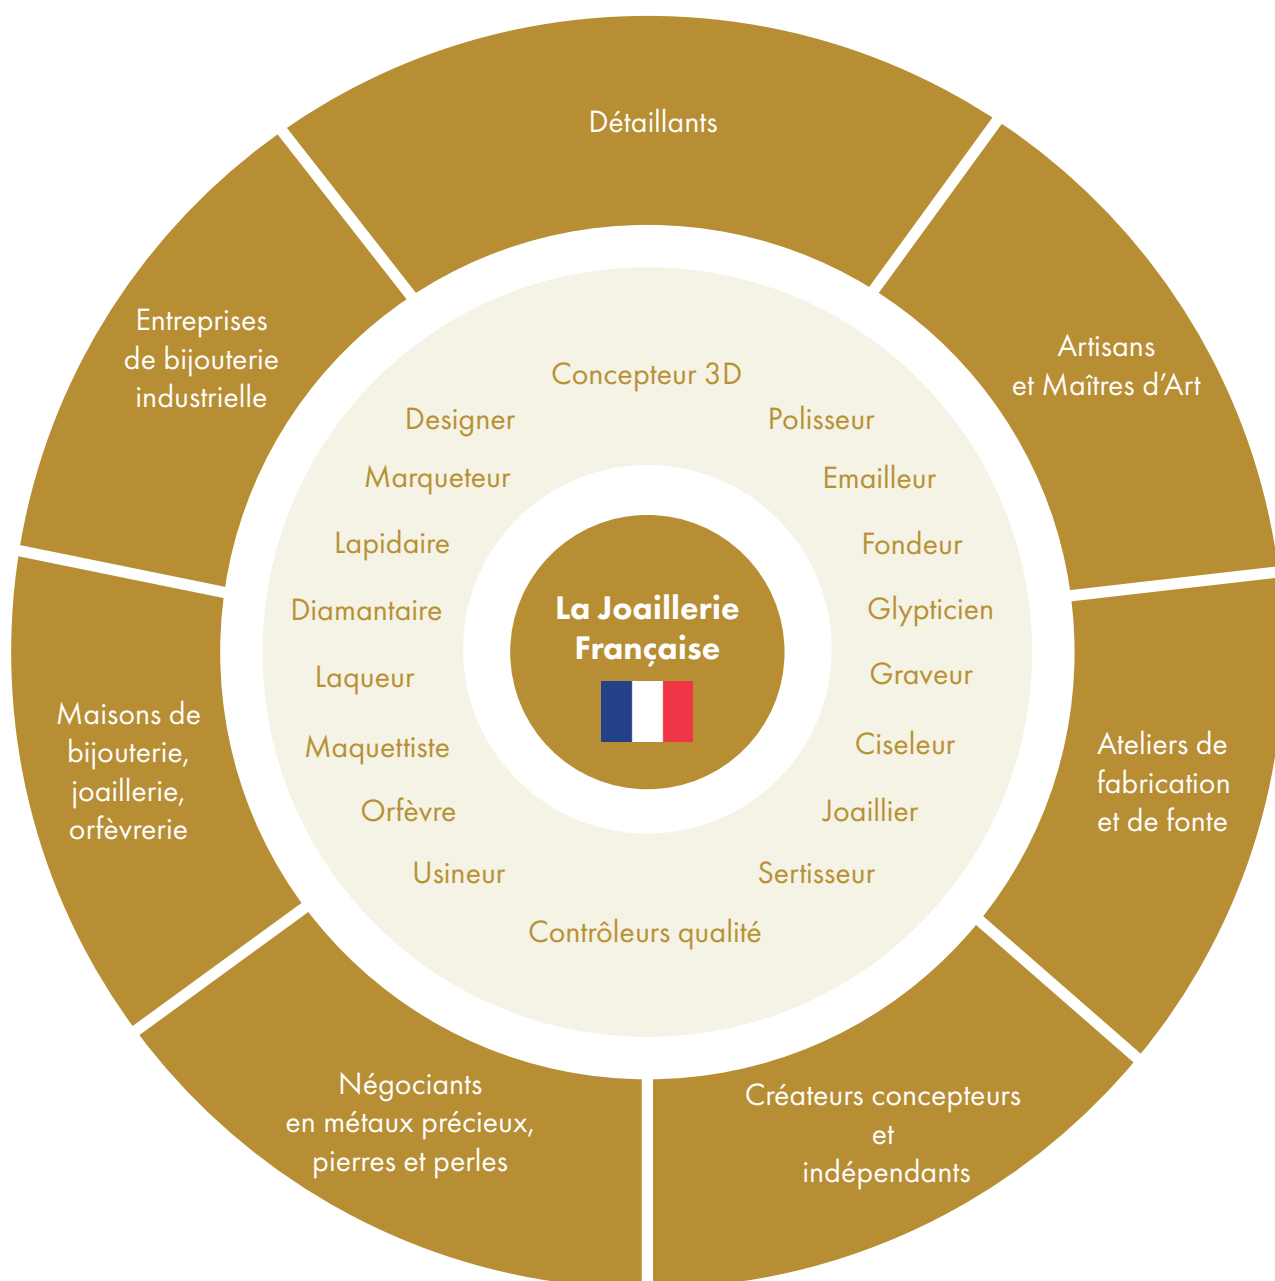 Détaillants
Artisans
et Maîtres d’Art
Ateliers de
fabrication
et de fonte
Créateurs concepteurs
et
indépendants
Négociants
en métaux précieux,
pierres et perles
Maisons de
bijouterie,
joaillerie,
orfèvrerie
Entreprises
de bijouterie
industrielle
Concepteur 3D
Polisseur
Emailleur
Fondeur
Glypticien
Graveur
Ciseleur
Joaillier
Sertisseur
Contrôleurs qualité
Usineur
Orfèvre
Maquettiste
Laqueur
Diamantaire
Lapidaire
Marqueteur
Designer
La Joaillerie
Française